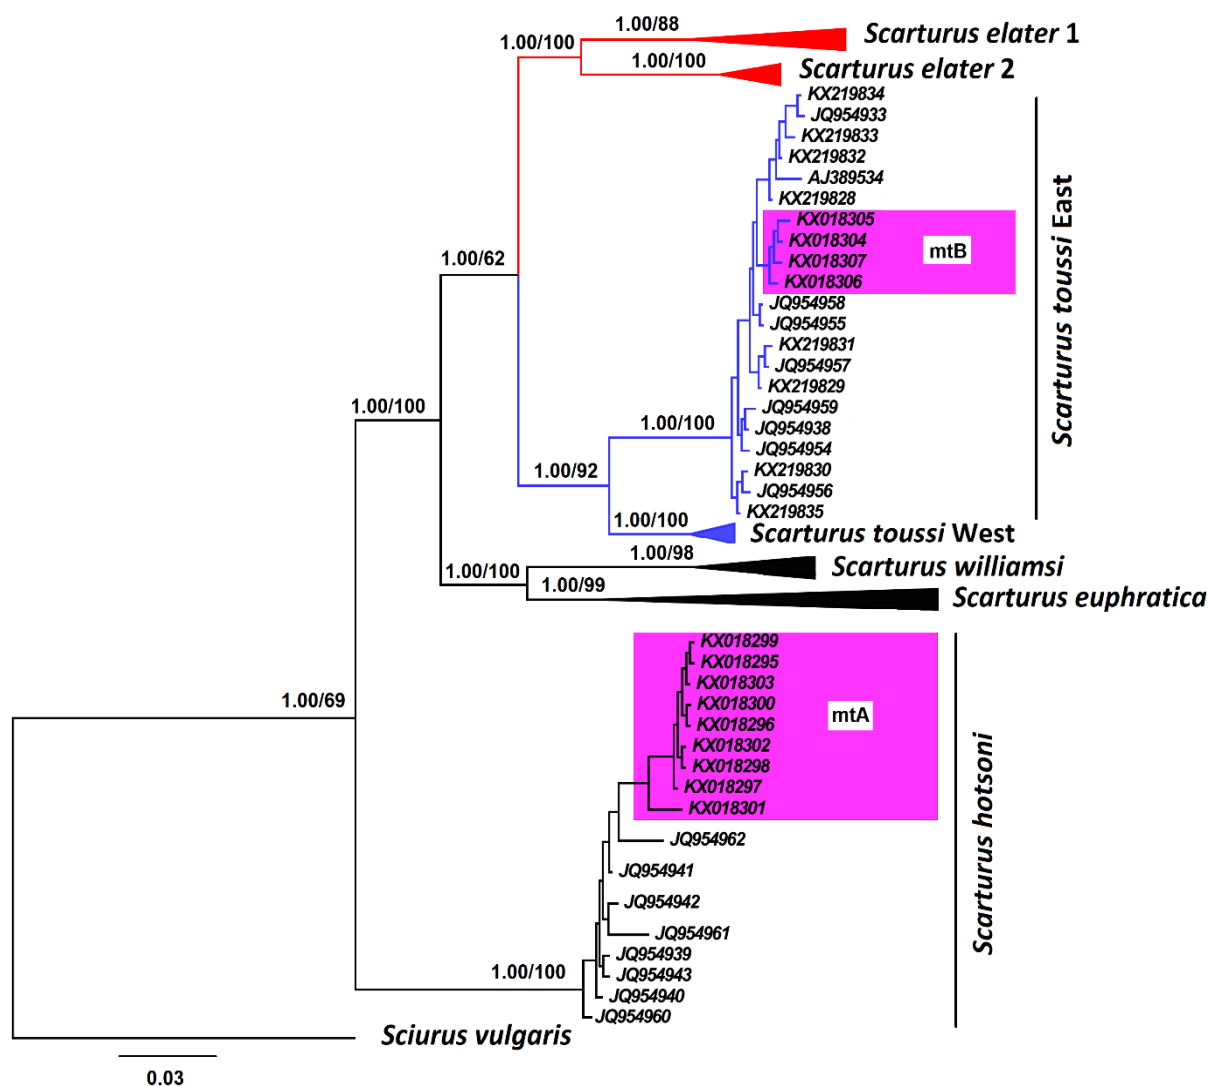 1.00/88
Scarturus elater 1
1.00/100
1.00/100
Scarturus elater 2
KX219834
JQ954933
KX219833
KX219832
AJ389534
KX219828
KX018305
KX018304
KX018307
KX018306
mtB
Scarturus toussi East
1.00/62
JQ954958
JQ954955
KX219831
JQ954957
KX219829
JQ954959
JQ954938
JQ954954
KX219830
JQ954956
KX219835
1.00/100
1.00/100
1.00/92
1.00/100
Scarturus toussi West
1.00/98
Scarturus williamsi
1.00/100
1.00/99
Scarturus euphratica
KX018299
KX018295
KX018303
KX018300
KX018296
KX018302
KX018298
KX018297
KX018301
mtA
Scarturus hotsoni
1.00/69
JQ954962
JQ954941
JQ954942
JQ954961
JQ954939
JQ954943
JQ954940
JQ954960
1.00/100
Sciurus vulgaris
0.03